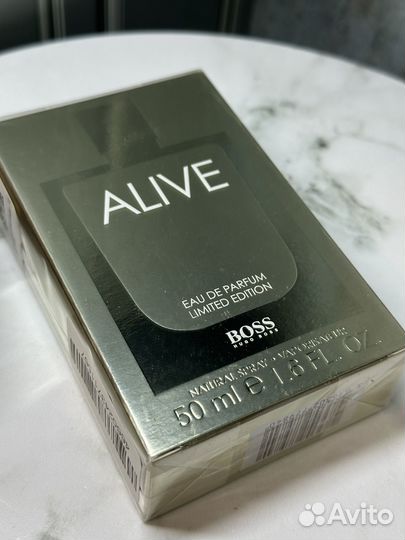 ALIVE
EAU DE PARFUM
LIMITED EDITION
BOSS
HUGO BOSS
NATURAL SPRAY • VAPORISATEUR
50 ml e 1.6 FL. OZ.
Avito